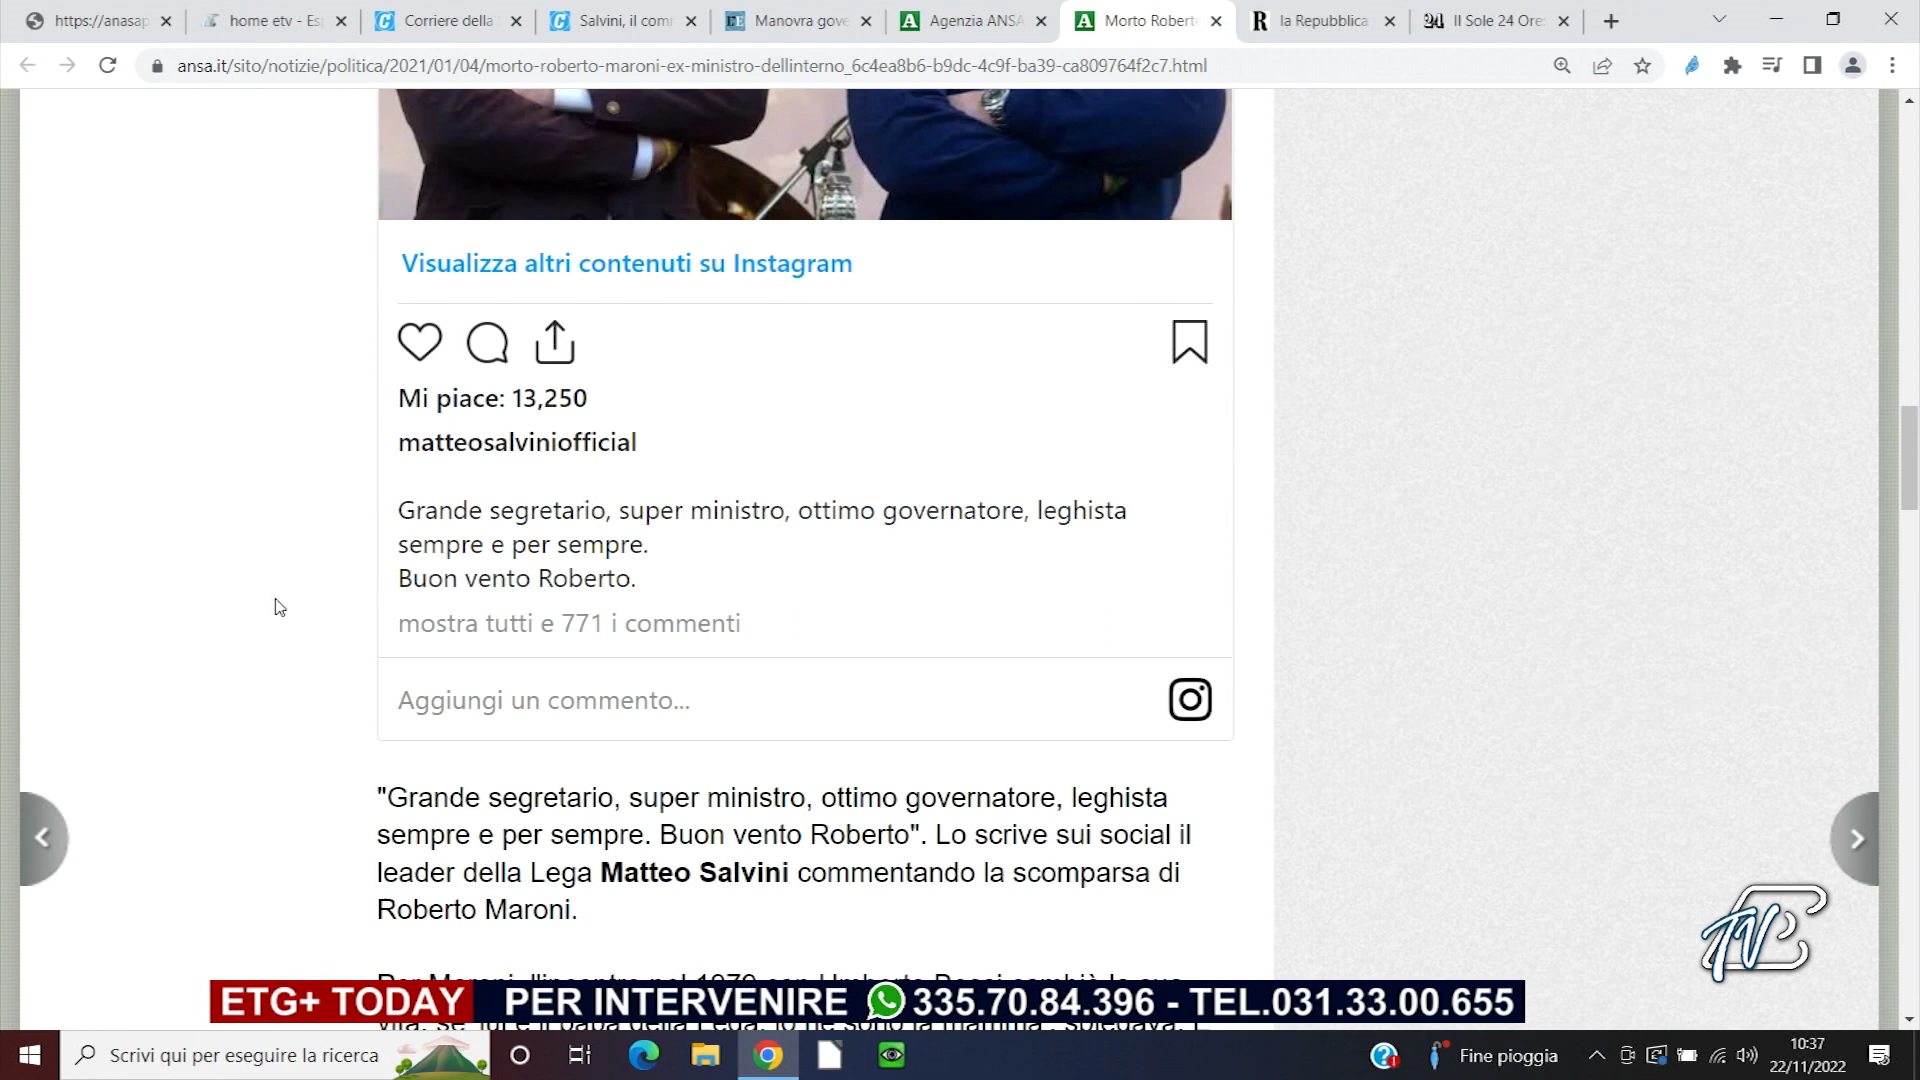 https://anasap
home etv - Esp
Corriere della
Salvini, il com
Manovra gove
Agenzia ANSA
Morto Robert
la Repubblica
Il Sole 24 Ore:
ansa.it/sito/notizie/politica/2021/01/04/morto-roberto-maroni-ex-ministro-dellinterno_6c4ea8b6-b9dc-4c9f-ba39-ca809764f2c7.html
Visualizza altri contenuti su Instagram
Mi piace: 13,250
matteosalviniofficial
Grande segretario, super ministro, ottimo governatore, leghista
sempre e per sempre.
Buon vento Roberto.
mostra tutti e 771 i commenti
Aggiungi un commento...
"Grande segretario, super ministro, ottimo governatore, leghista
sempre e per sempre. Buon vento Roberto". Lo scrive sui social il
leader della Lega Matteo Salvini commentando la scomparsa di
Roberto Maroni.
ETG+ TODAY PER INTERVENIRE 335.70.84.396 - TEL.031.33.00.655
Scrivi qui per eseguire la ricerca
Fine pioggia
10:37
22/11/2022